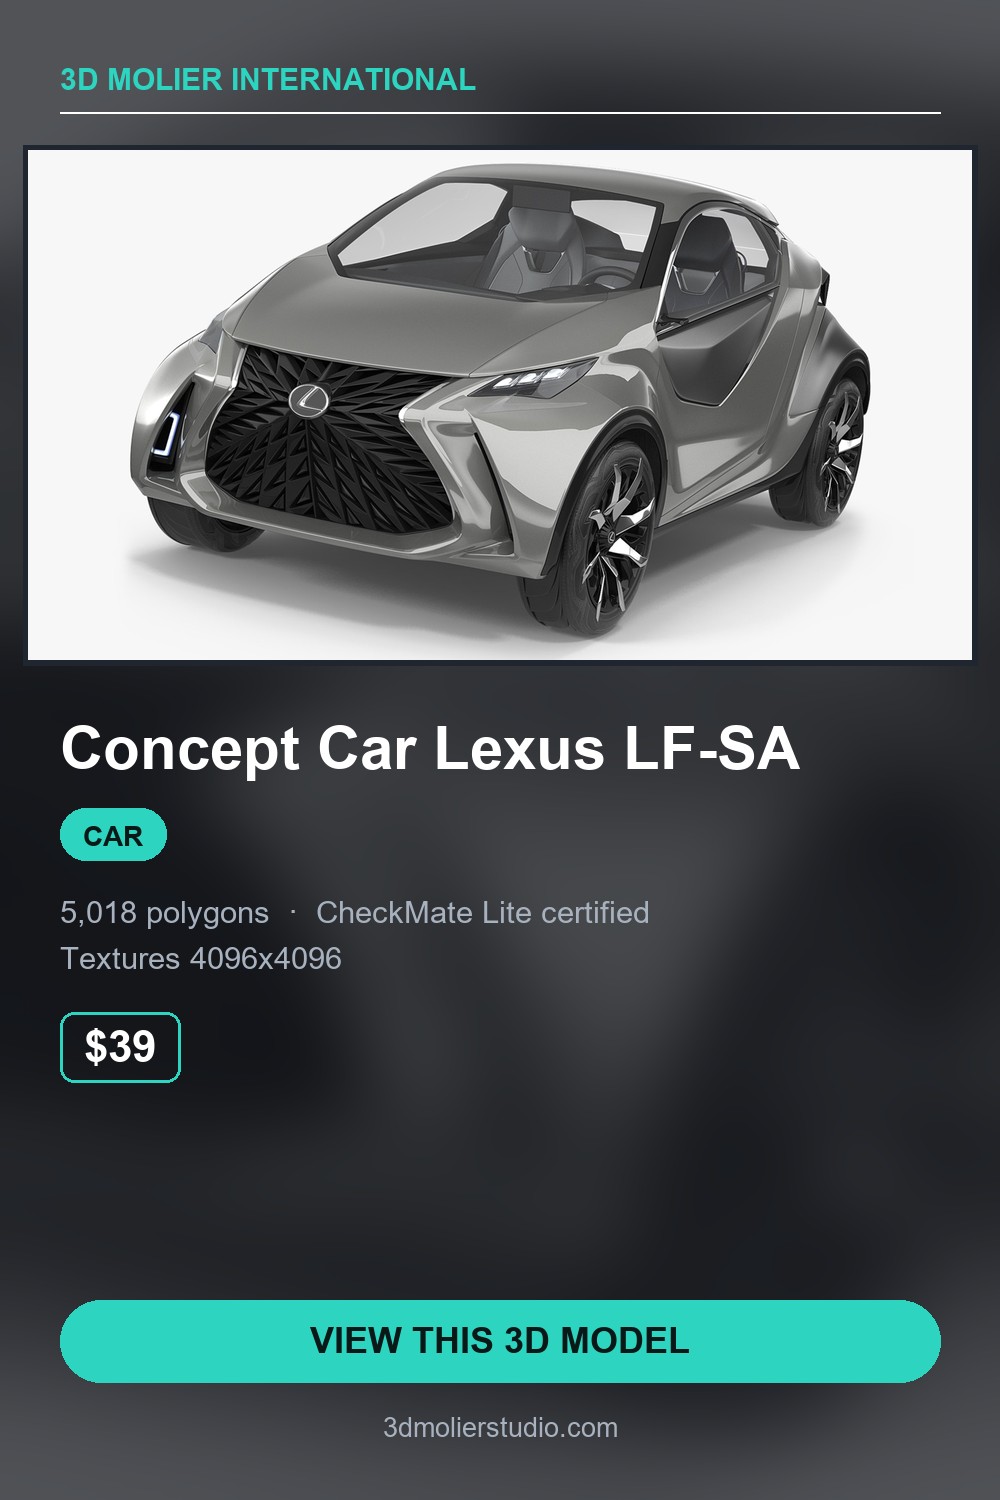 3D MOLIER INTERNATIONAL
Concept Car Lexus LF-SA
CAR
5,018 polygons · CheckMate Lite certified
Textures 4096x4096
$39
VIEW THIS 3D MODEL
3dmolierstudio.com